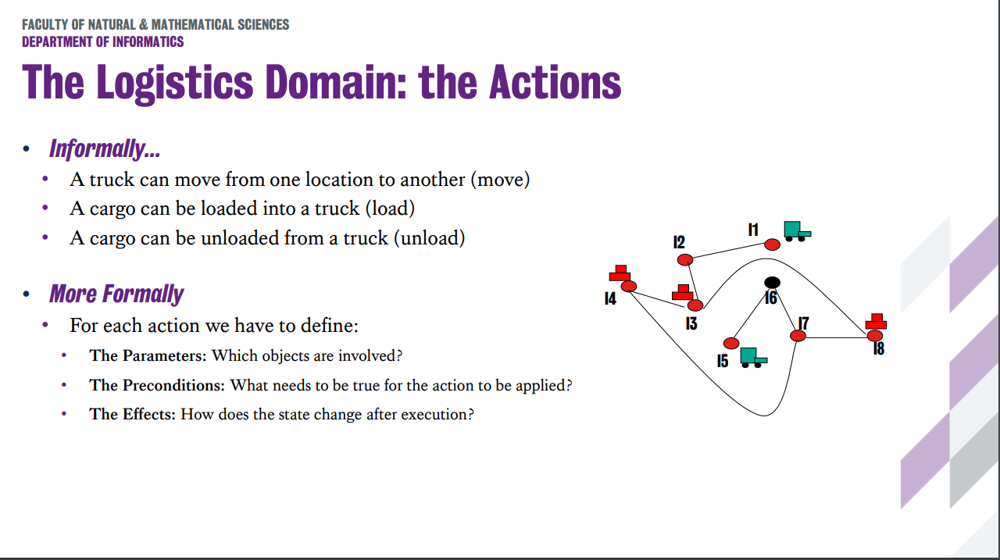 FACULTY OF NATURAL & MATHEMATICAL SCIENCES
DEPARTMENT OF INFORMATICS
The Logistics Domain: the Actions
• Informally...
• A truck can move from one location to another (move)
• A cargo can be loaded into a truck (load)
• A cargo can be unloaded from a truck (unload)
• More Formally
• For each action we have to define:
• The Parameters: Which objects are involved?
• The Preconditions: What needs to be true for the action to be applied?
• The Effects: How does the state change after execution?
l1
l2
l4
l3
l6
l7
l5
l8